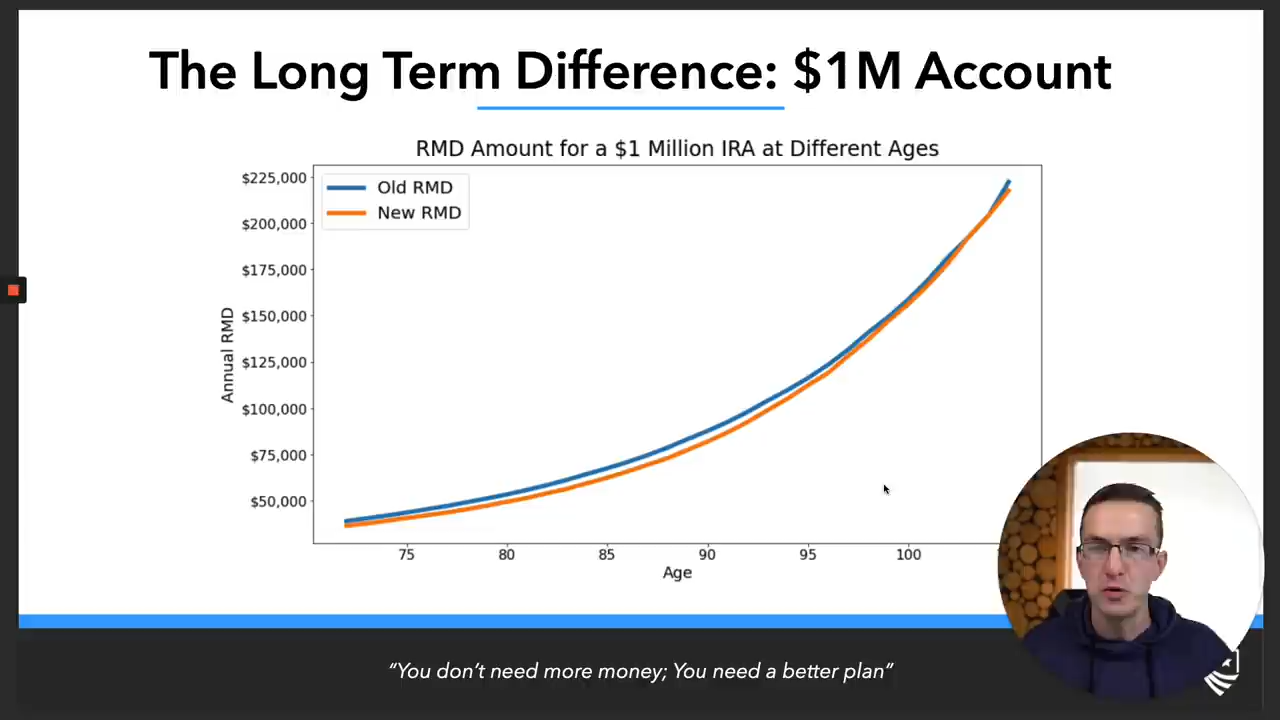 The Long Term Difference: $1M Account
RMD Amount for a $1 Million IRA at Different Ages
Old RMD
New RMD
$225,000
$200,000
$175,000
$150,000
$125,000
$100,000
$75,000
$50,000
Annual RMD
75 80 85 90 95 100
Age
“You don’t need more money; You need a better plan”